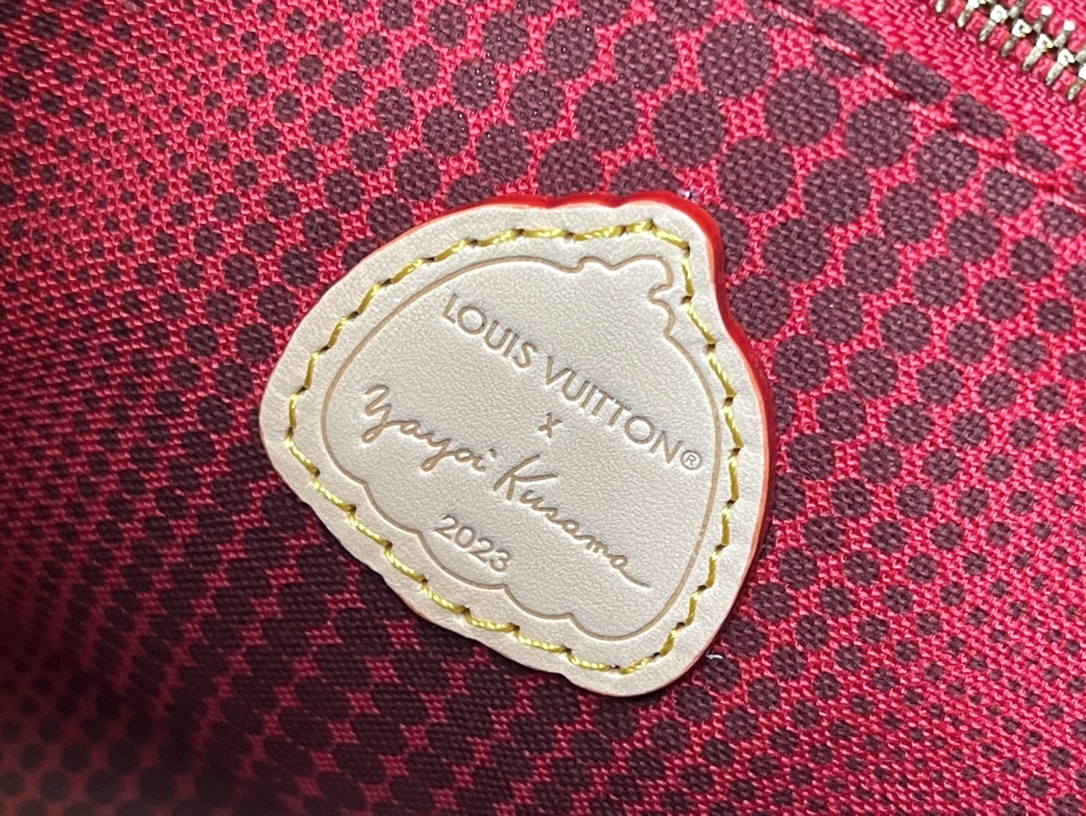 LOUIS VUITTON®
x
Yayoi Kusama
2023